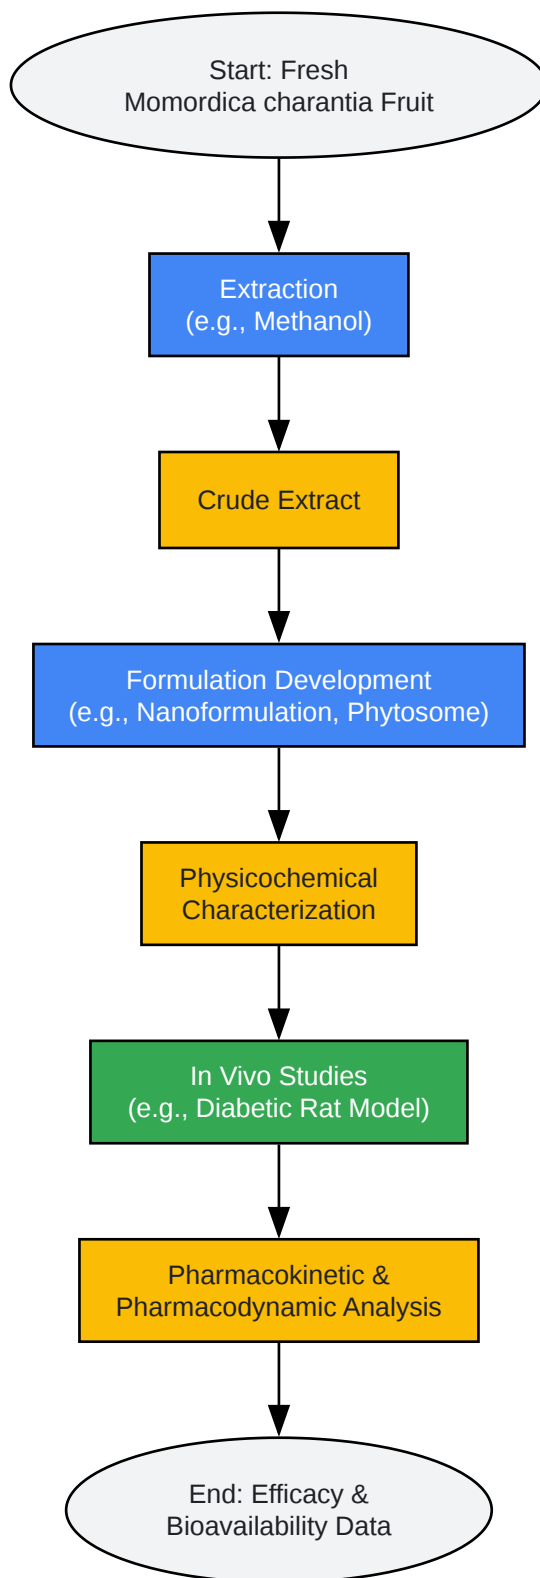 Start: Fresh
Momordica charantia Fruit
Extraction
(e.g., Methanol)
Crude Extract
Formulation Development
(e.g., Nanoformulation, Phytosome)
Physicochemical
Characterization
In Vivo Studies
(e.g., Diabetic Rat Model)
Pharmacokinetic &
Pharmacodynamic Analysis
End: Efficacy &
Bioavailability Data